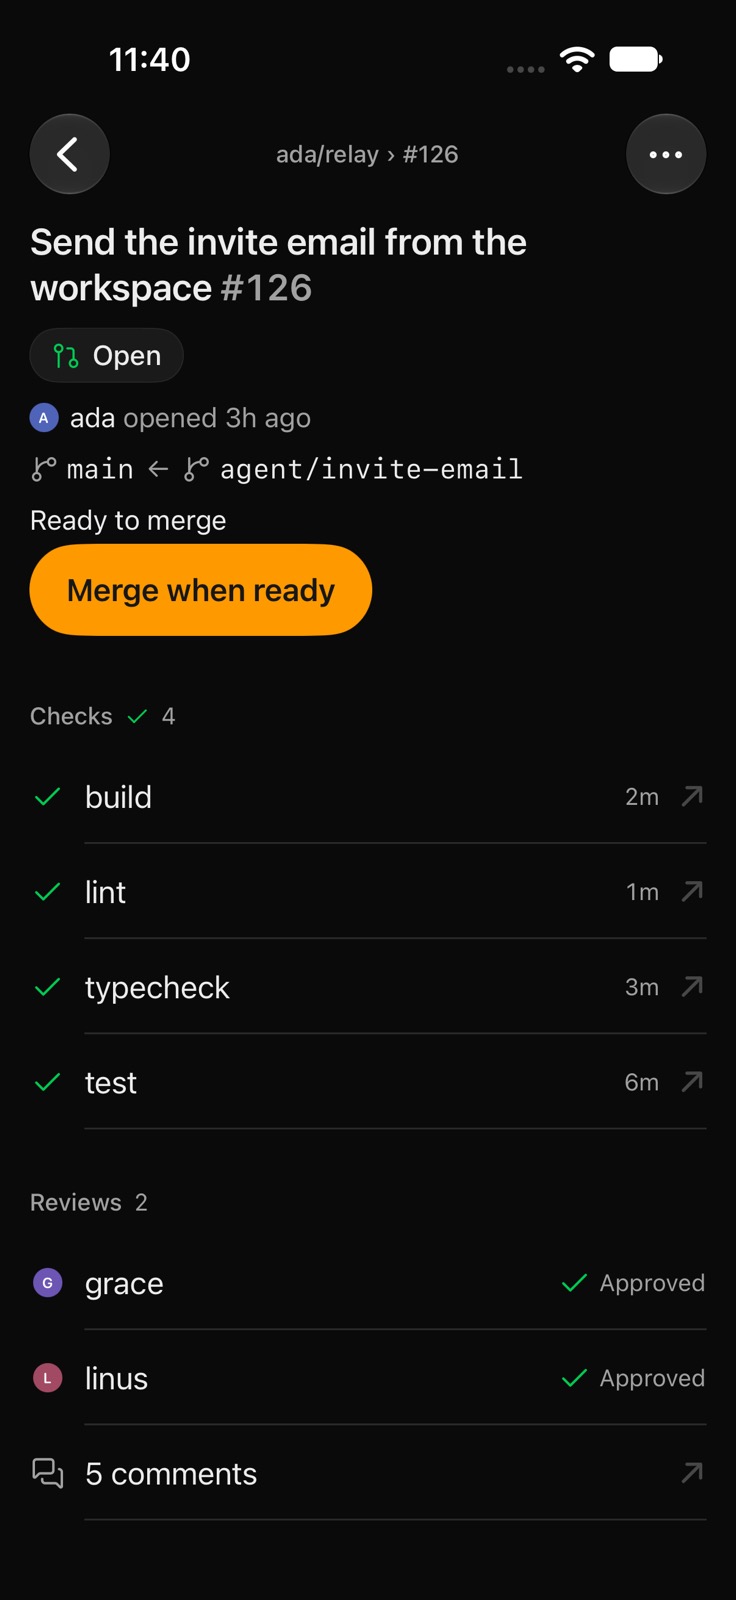 11:40
ada/relay › #126
Send the invite email from the
workspace #126
Open
A ada opened 3h ago
main ← agent/invite-email
Ready to merge
Merge when ready
Checks 4
build 2m
lint 1m
typecheck 3m
test 6m
Reviews 2
G grace Approved
L linus Approved
5 comments